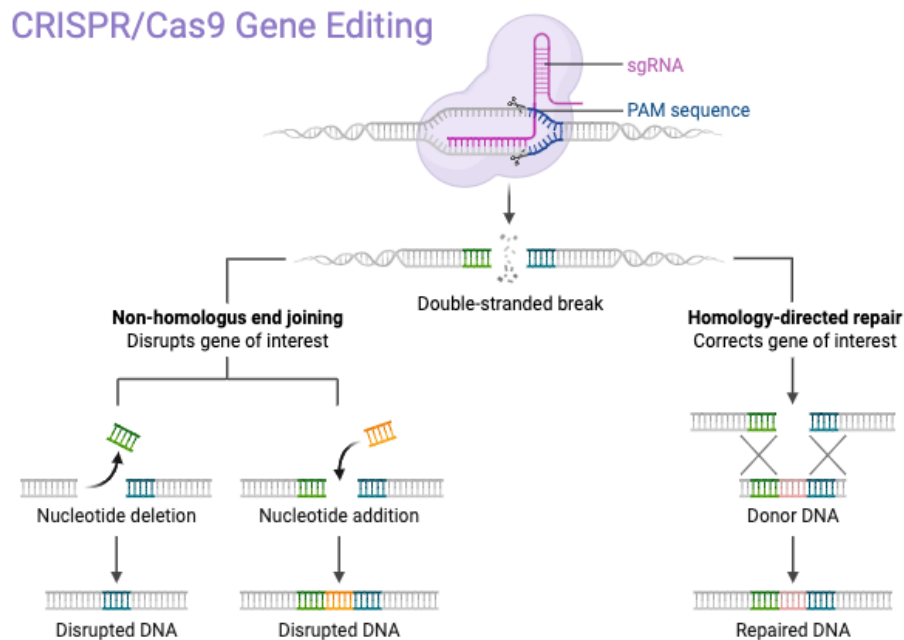 CRISPR/Cas9 Gene Editing
sgRNA
PAM sequence
Double-stranded break
Non-homologus end joining
Disrupts gene of interest
Homology-directed repair
Corrects gene of interest
Nucleotide deletion
Nucleotide addition
Donor DNA
Disrupted DNA
Disrupted DNA
Repaired DNA